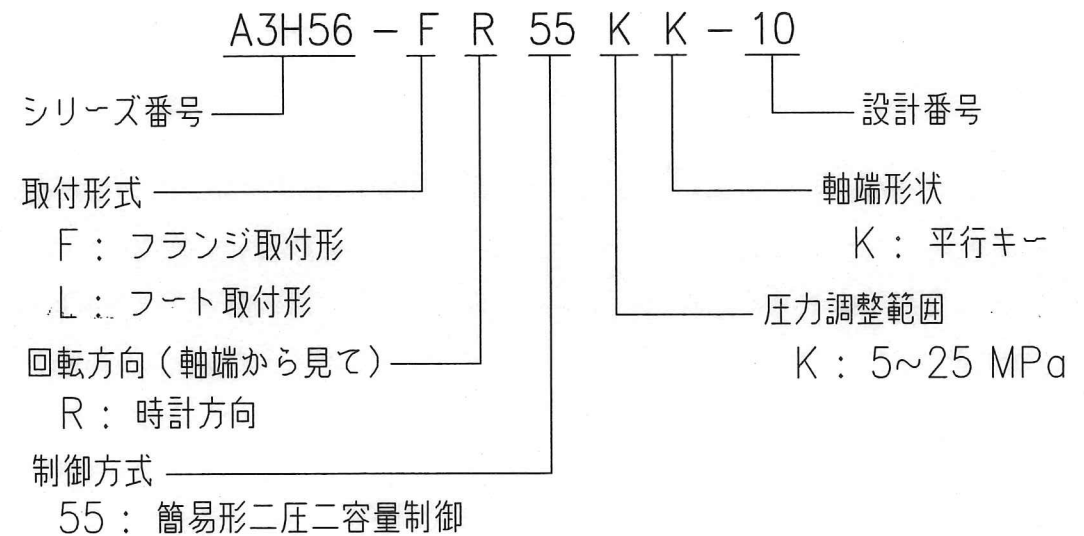 A3H56 - F R 55 K K - 10
シリーズ番号
設計番号
取付形式
軸端形状
F : フランジ取付形
K : 平行キー
L : フート取付形
圧力調整範囲
回転方向(軸端から見て)
K : 5~25 MPa
R : 時計方向
制御方式
55 : 簡易形二圧二容量制御